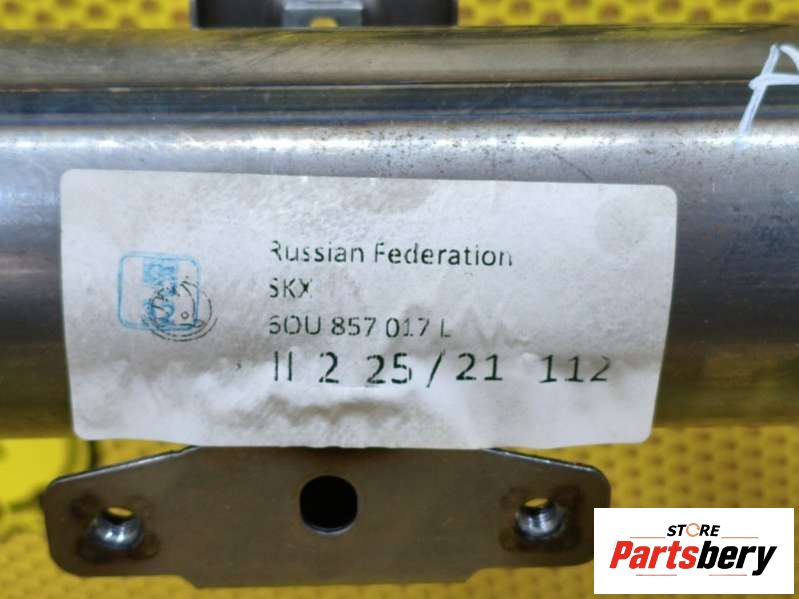 Russian Federation
SKX
6OU 857 017 L
II 2 25/21 112
STORE
Partsbery